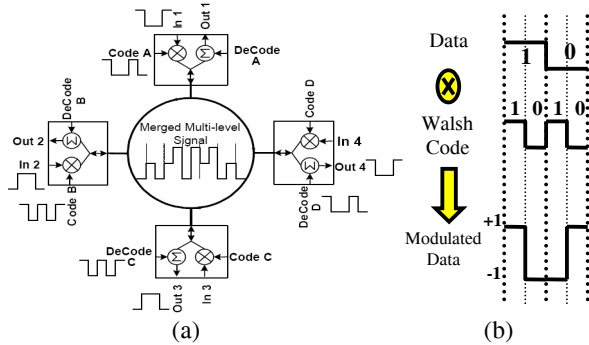 In 1
Out 1
Code A
DeCode
A
DeCode
B
Code D
Merged Multi-level
Signal
Out 2
In 2
In 4
Out 4
Code B
DeCode
D
DeCode
C
Code C
Out 3
In 3
(a)
Data
1 0
X
Walsh
Code
1 0 1 0
Modulated
Data
+1
-1
(b)